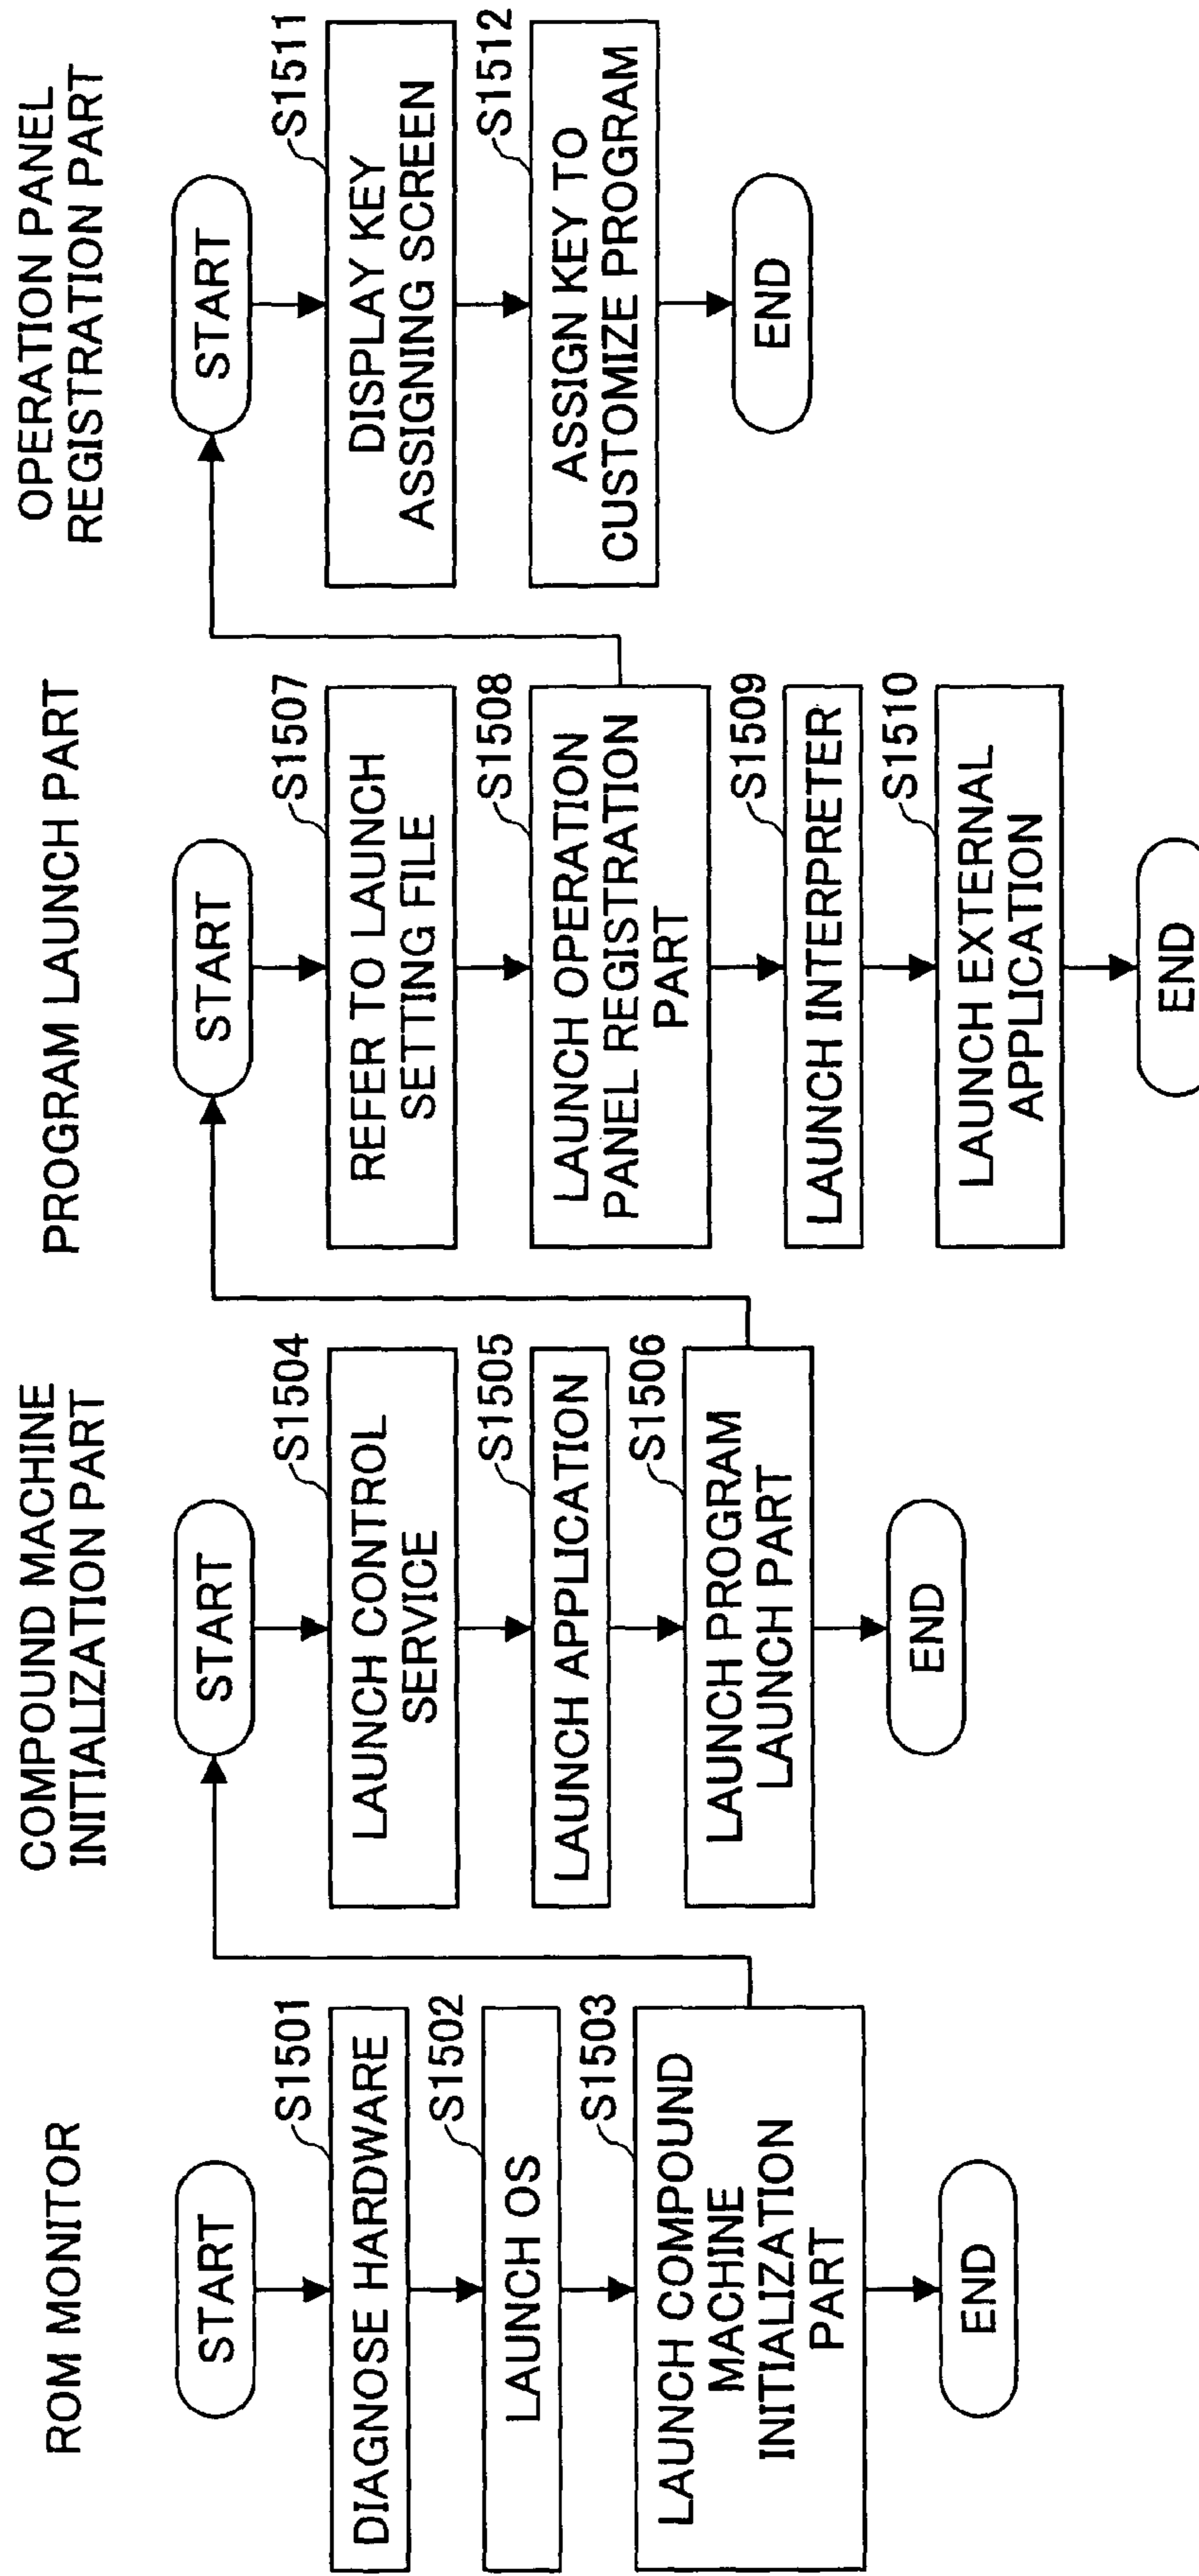 ROM MONITOR
START
S1501
DIAGNOSE HARDWARE
S1502
LAUNCH OS
S1503
LAUNCH COMPOUND
MACHINE
INITIALIZATION
PART
END
COMPOUND MACHINE
INITIALIZATION PART
START
S1504
LAUNCH CONTROL
SERVICE
S1505
LAUNCH APPLICATION
S1506
LAUNCH PROGRAM
LAUNCH PART
END
PROGRAM LAUNCH PART
START
S1507
REFER TO LAUNCH
SETTING FILE
S1508
LAUNCH OPERATION
PANEL REGISTRATION
PART
S1509
LAUNCH INTERPRETER
S1510
LAUNCH EXTERNAL
APPLICATION
END
OPERATION PANEL
REGISTRATION PART
START
S1511
DISPLAY KEY
ASSIGNING SCREEN
S1512
ASSIGN KEY TO
CUSTOMIZE PROGRAM
END